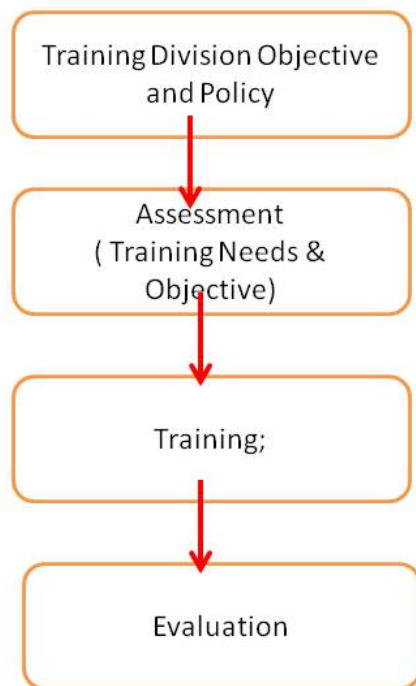 Training Division Objective
and Policy
Assessment
( Training Needs &
Objective)
Training;
Evaluation